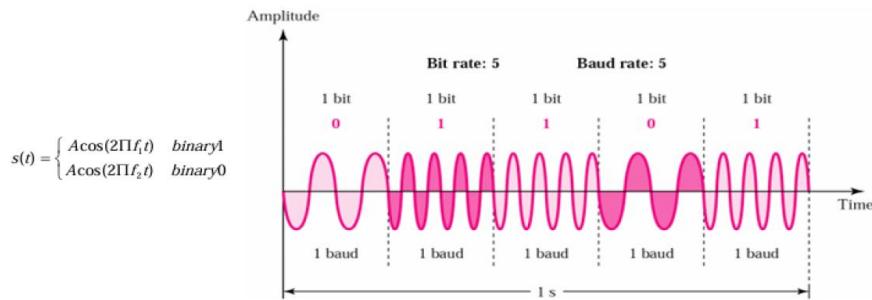 Amplitude
Bit rate: 5 Baud rate: 5
1 bit 1 bit 1 bit 1 bit 1 bit
0 1 1 0 1
s(t) = { Acos(2Πf₁t) binary1
Acos(2Πf₂t) binary0
Time
1 baud 1 baud 1 baud 1 baud 1 baud
1 s